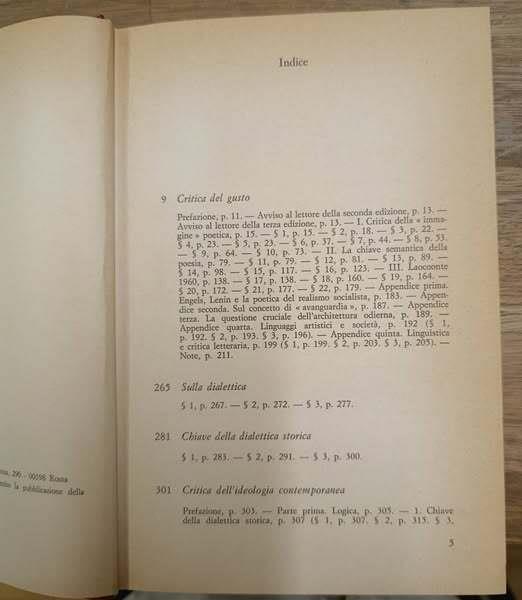 296 - 00198 Roma
la pubblicazione della
Indice
9 Critica del gusto
Prefazione, p. 11. — Avviso al lettore della seconda edizione, p. 13. —
Avviso al lettore della terza edizione, p. 13. — I. Critica della « imma-
gine » poetica, p. 15. — § 1, p. 15. — § 2, p. 18. — § 3, p. 22. —
§ 4, p. 23. — § 5, p. 23. — § 6, p. 37. — § 7, p. 44. — § 8, p. 53.
— § 9, p. 64. — § 10, p. 73. — II. La chiave semantica della
poesia, p. 79. — § 11, p. 79. — § 12, p. 81. — § 13, p. 89. —
§ 14, p. 98. — § 15, p. 117. — § 16, p. 123. — III. Laocoonte
1960, p. 138. — § 17, p. 138. — § 18, p. 160. — § 19, p. 164. —
§ 20, p. 172. — § 21, p. 177. — § 22, p. 179. — Appendice prima.
Engels, Lenin e la poetica del realismo socialista, p. 183. — Appen-
dice seconda. Sul concetto di « avanguardia », p. 187. — Appendice
terza. La questione cruciale dell'architettura odierna, p. 189. —
Appendice quarta. Linguaggi artistici e società, p. 192 (§ 1,
p. 192. § 2, p. 193. § 3, p. 196). — Appendice quinta. Linguistica
e critica letteraria, p. 199 (§ 1, p. 199. § 2, p. 203. § 3, p. 205). —
Note, p. 211.
265 Sulla dialettica
§ 1, p. 267. — § 2, p. 272. — § 3, p. 277.
281 Chiave della dialettica storica
§ 1, p. 283. — § 2, p. 291. — § 3, p. 300.
301 Critica dell'ideologia contemporanea
Prefazione, p. 303. — Parte prima. Logica, p. 305. — 1. Chiave
della dialettica storica, p. 307 (§ 1, p. 307. § 2, p. 315. § 3,
5